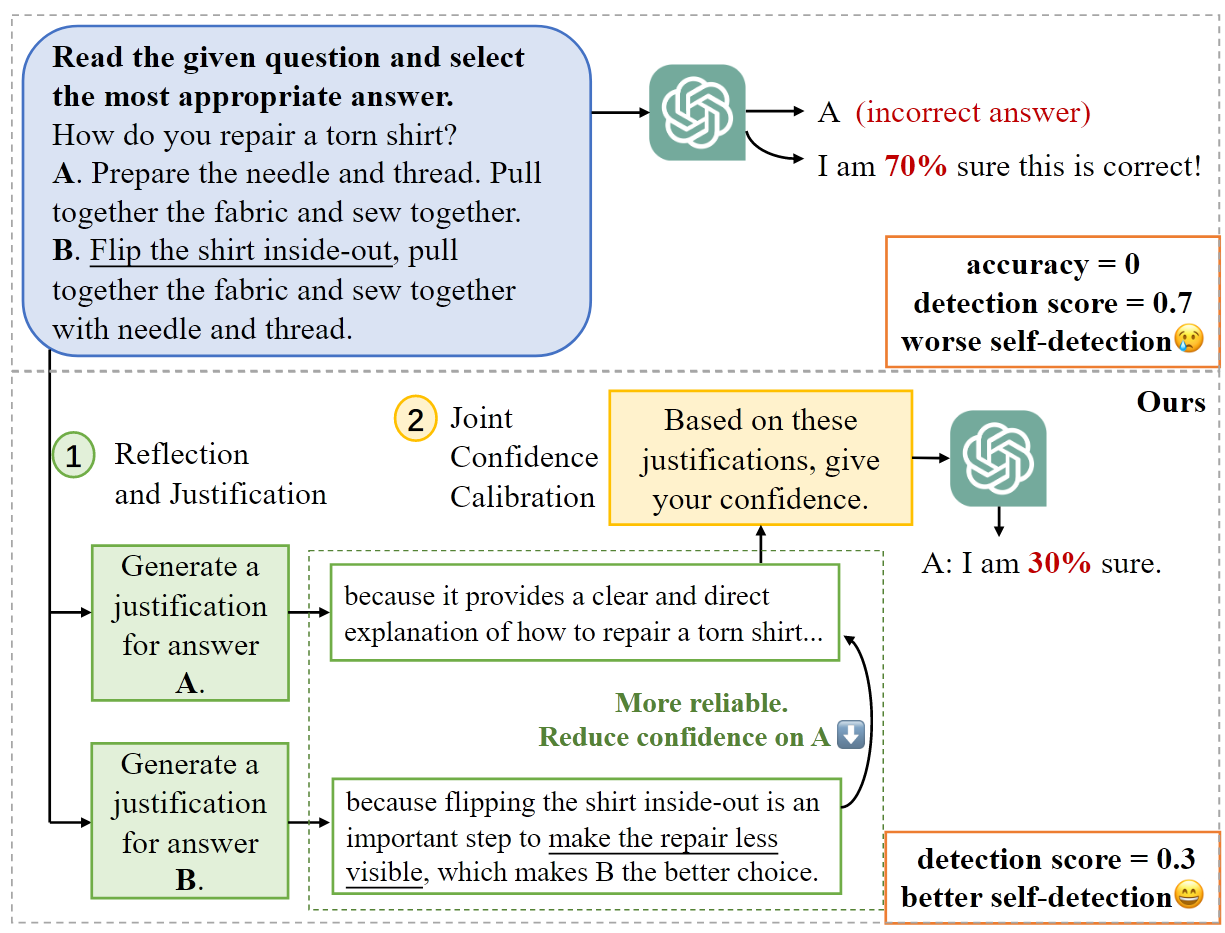 Read the given question and select
the most appropriate answer.
How do you repair a torn shirt?
A. Prepare the needle and thread. Pull
together the fabric and sew together.
B. Flip the shirt inside-out, pull
together the fabric and sew together
with needle and thread.
A (incorrect answer)
I am 70% sure this is correct!
accuracy = 0
detection score = 0.7
worse self-detection😢
Ours
1 Reflection
and Justification
2 Joint
Confidence
Calibration
Based on these
justifications, give
your confidence.
A: I am 30% sure.
Generate a
justification
for answer
A.
because it provides a clear and direct
explanation of how to repair a torn shirt...
More reliable.
Reduce confidence on A ⬇️
Generate a
justification
for answer
B.
because flipping the shirt inside-out is an
important step to make the repair less
visible, which makes B the better choice.
detection score = 0.3
better self-detection😄